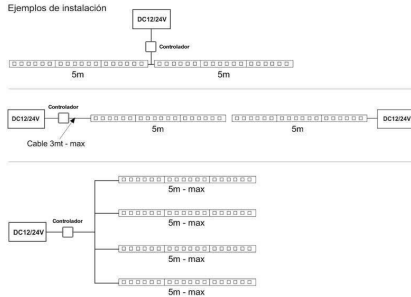 Ejemplos de instalación
DC12/24V
Controlador
5m
5m
Controlador
DC12/24V
DC12/24V
5m
5m
Cable 3mt - max
5m - max
5m - max
Controlador
DC12/24V
5m - max
5m - max